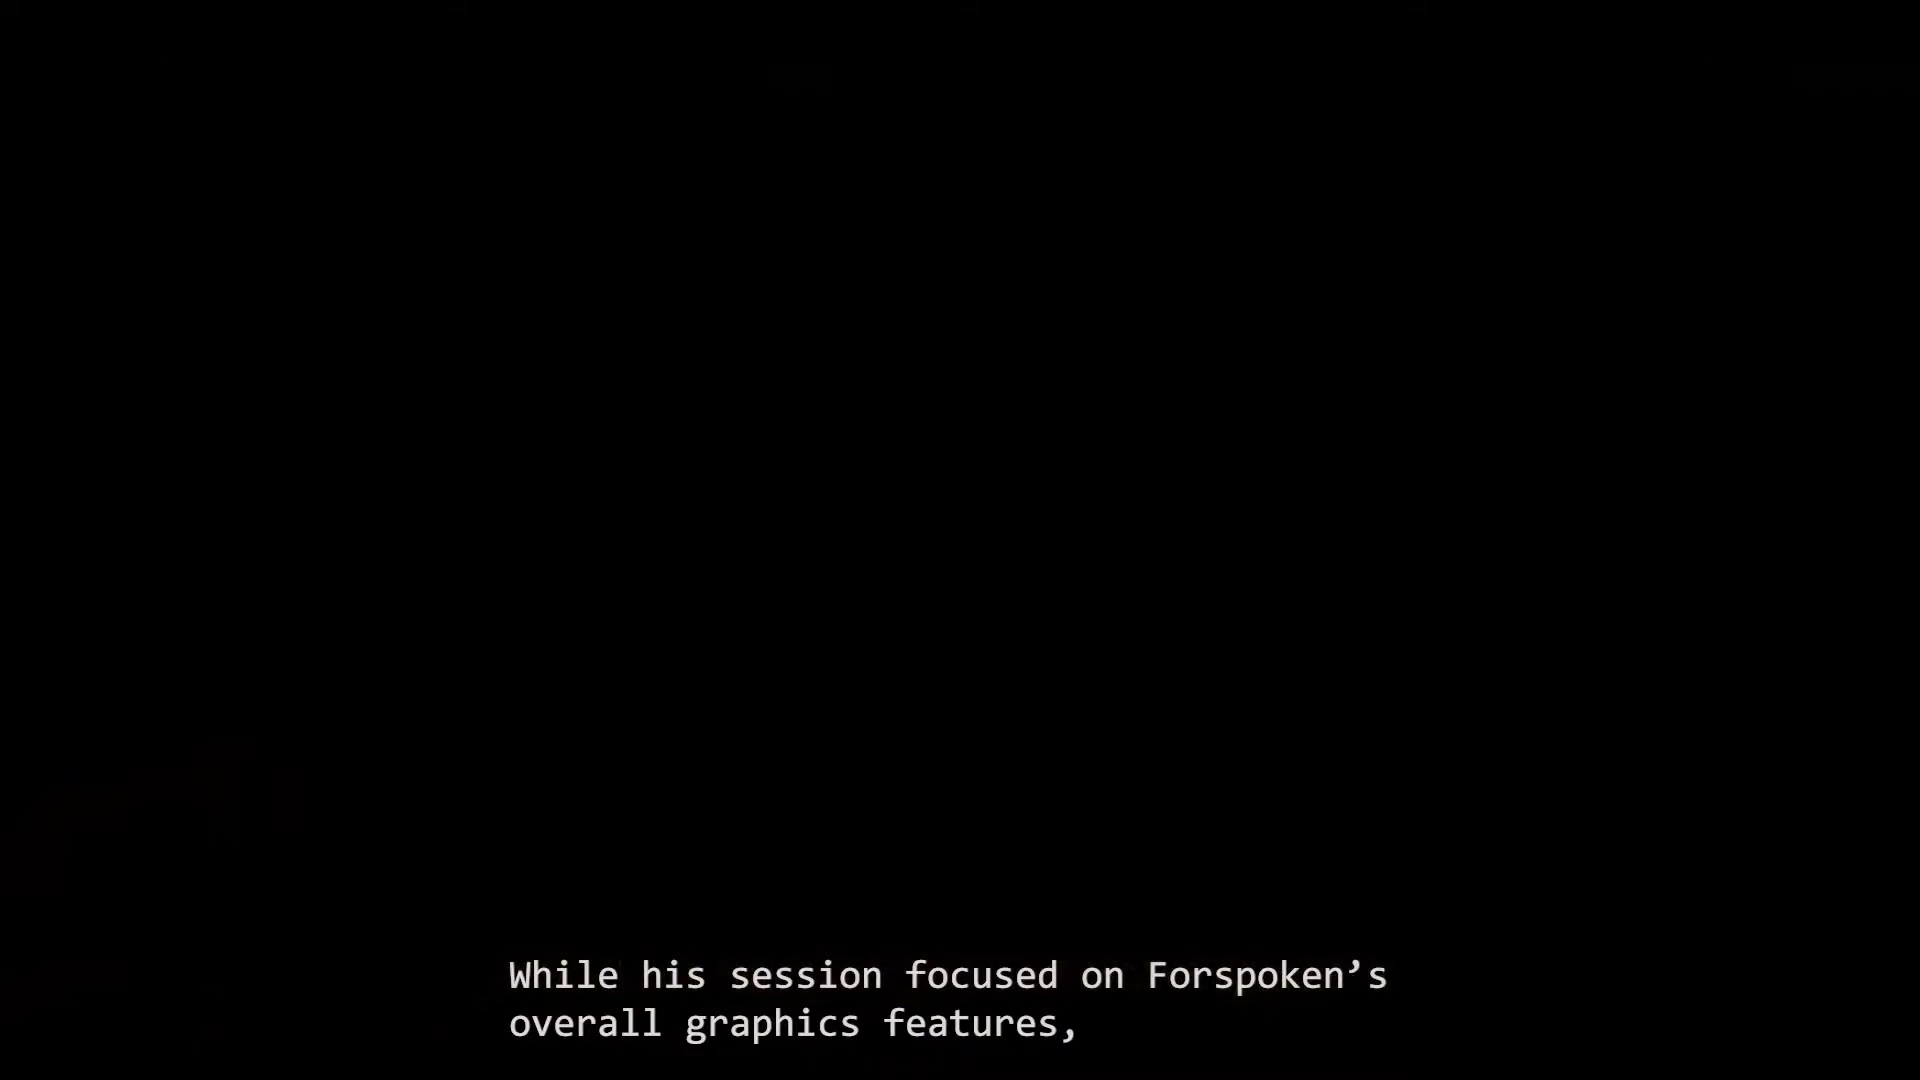 While his session focused on Forspoken’s
overall graphics features,